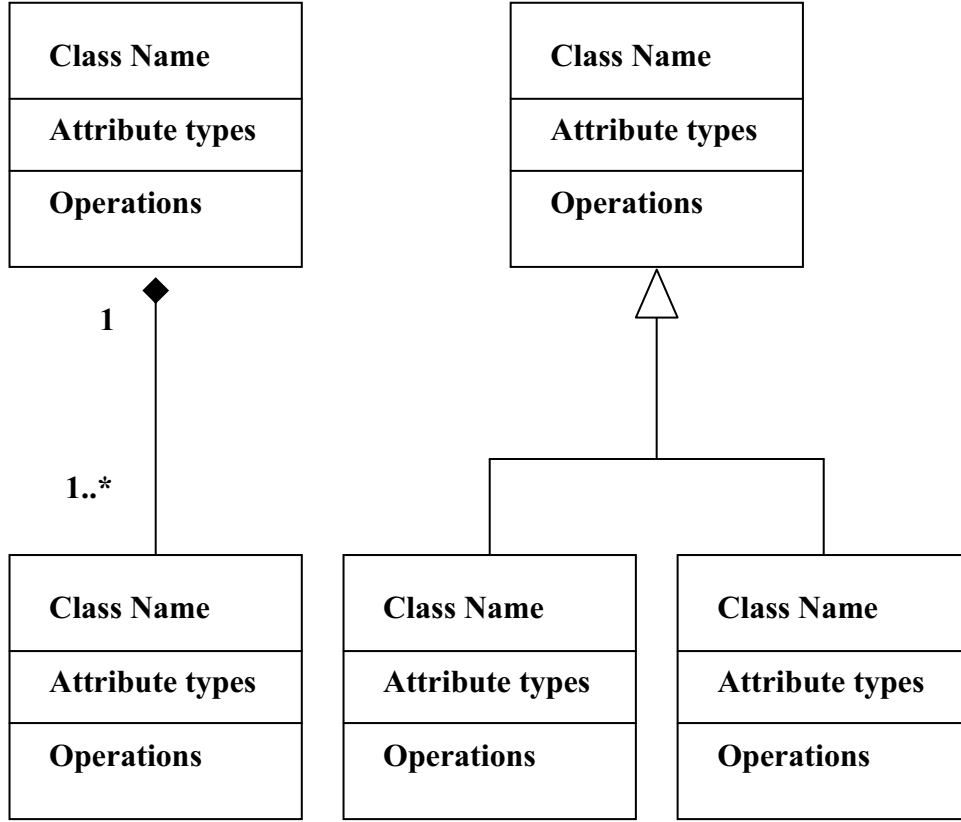 Class Name
Attribute types
Operations
Class Name
Attribute types
Operations
1
1..*
Class Name
Attribute types
Operations
Class Name
Attribute types
Operations
Class Name
Attribute types
Operations